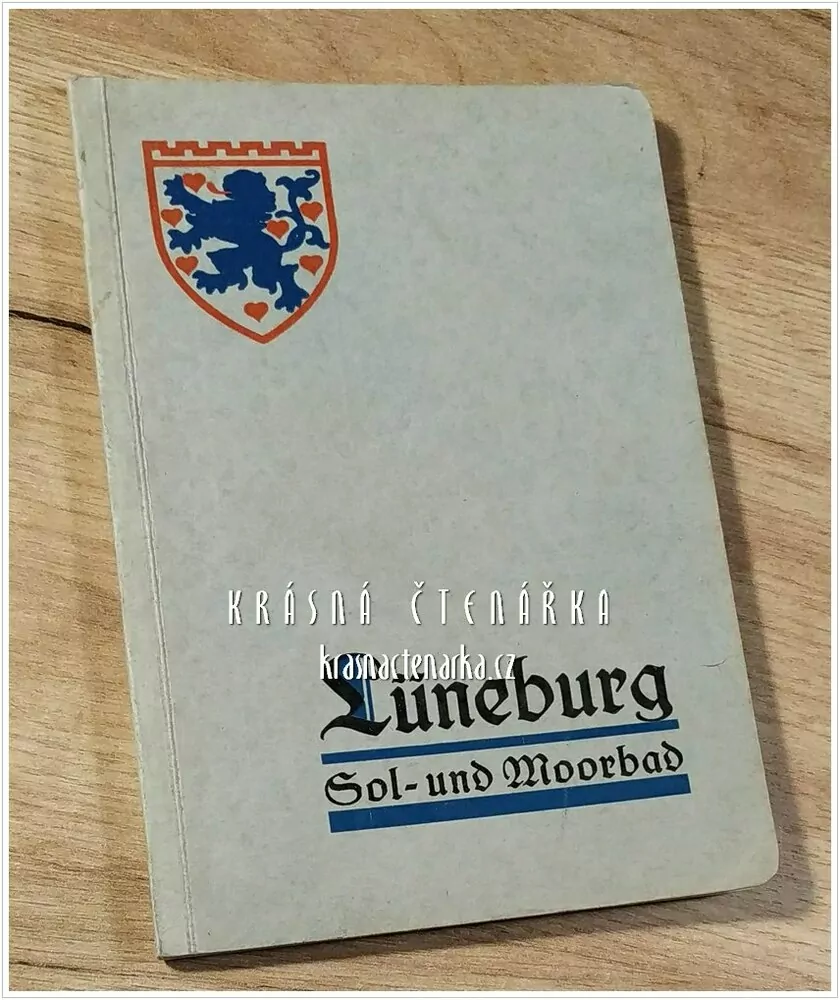 KRÁSNÁ ČTENÁŘKA
krasnactenarka.cz
Lüneburg
Sol- und Moorbad